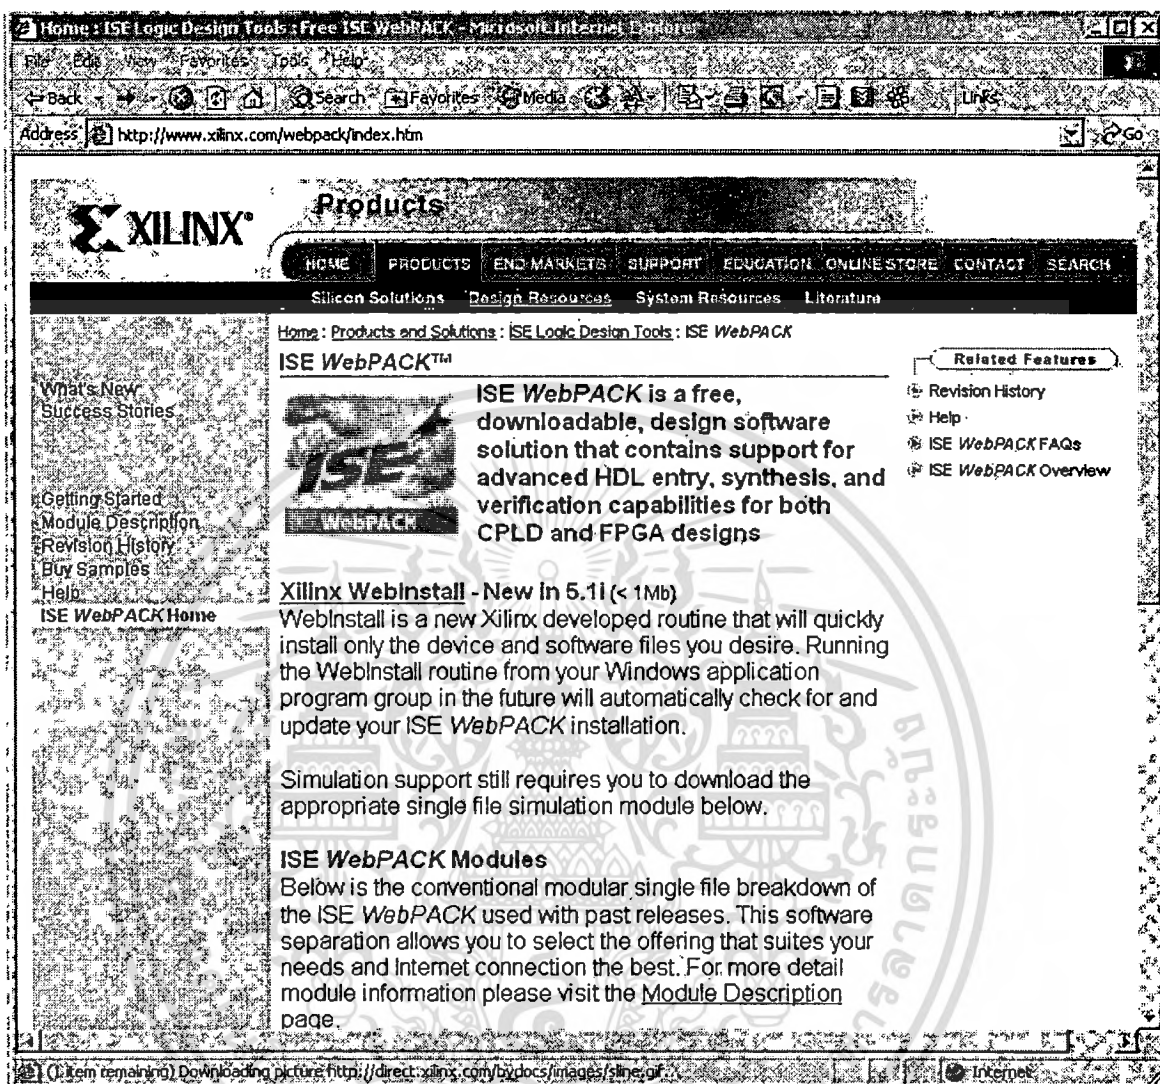 Home : ISE Logic Design Tools : Free ISE WebPACK - Microsoft Internet Explorer
File Edit View Favorites Tools Help
Back Search Favorites Media Links
Address http://www.xilinx.com/webpack/index.htm Go
XILINX®
Products
HOME PRODUCTS END MARKETS SUPPORT EDUCATION ONLINE STORE CONTACT SEARCH
Silicon Solutions Design Resources System Resources Literature
What's New
Success Stories
Getting Started
Module Description
Revision History
Buy Samples
Help
ISE WebPACK Home
Home : Products and Solutions : ISE Logic Design Tools : ISE WebPACK
ISE WebPACK™
ISE
WebPACK
ISE WebPACK is a free,
downloadable, design software
solution that contains support for
advanced HDL entry, synthesis, and
verification capabilities for both
CPLD and FPGA designs
Xilinx WebInstall - New in 5.1i (< 1Mb)
WebInstall is a new Xilinx developed routine that will quickly
install only the device and software files you desire. Running
the WebInstall routine from your Windows application
program group in the future will automatically check for and
update your ISE WebPACK installation.
Simulation support still requires you to download the
appropriate single file simulation module below.
ISE WebPACK Modules
Below is the conventional modular single file breakdown of
the ISE WebPACK used with past releases. This software
separation allows you to select the offering that suites your
needs and Internet connection the best. For more detail
module information please visit the Module Description
page.
Related Features
Revision History
Help
ISE WebPACK FAQs
ISE WebPACK Overview
(1 item remaining) Downloading picture http://direct.xilinx.com/bvdocs/images/sline.gif... Internet